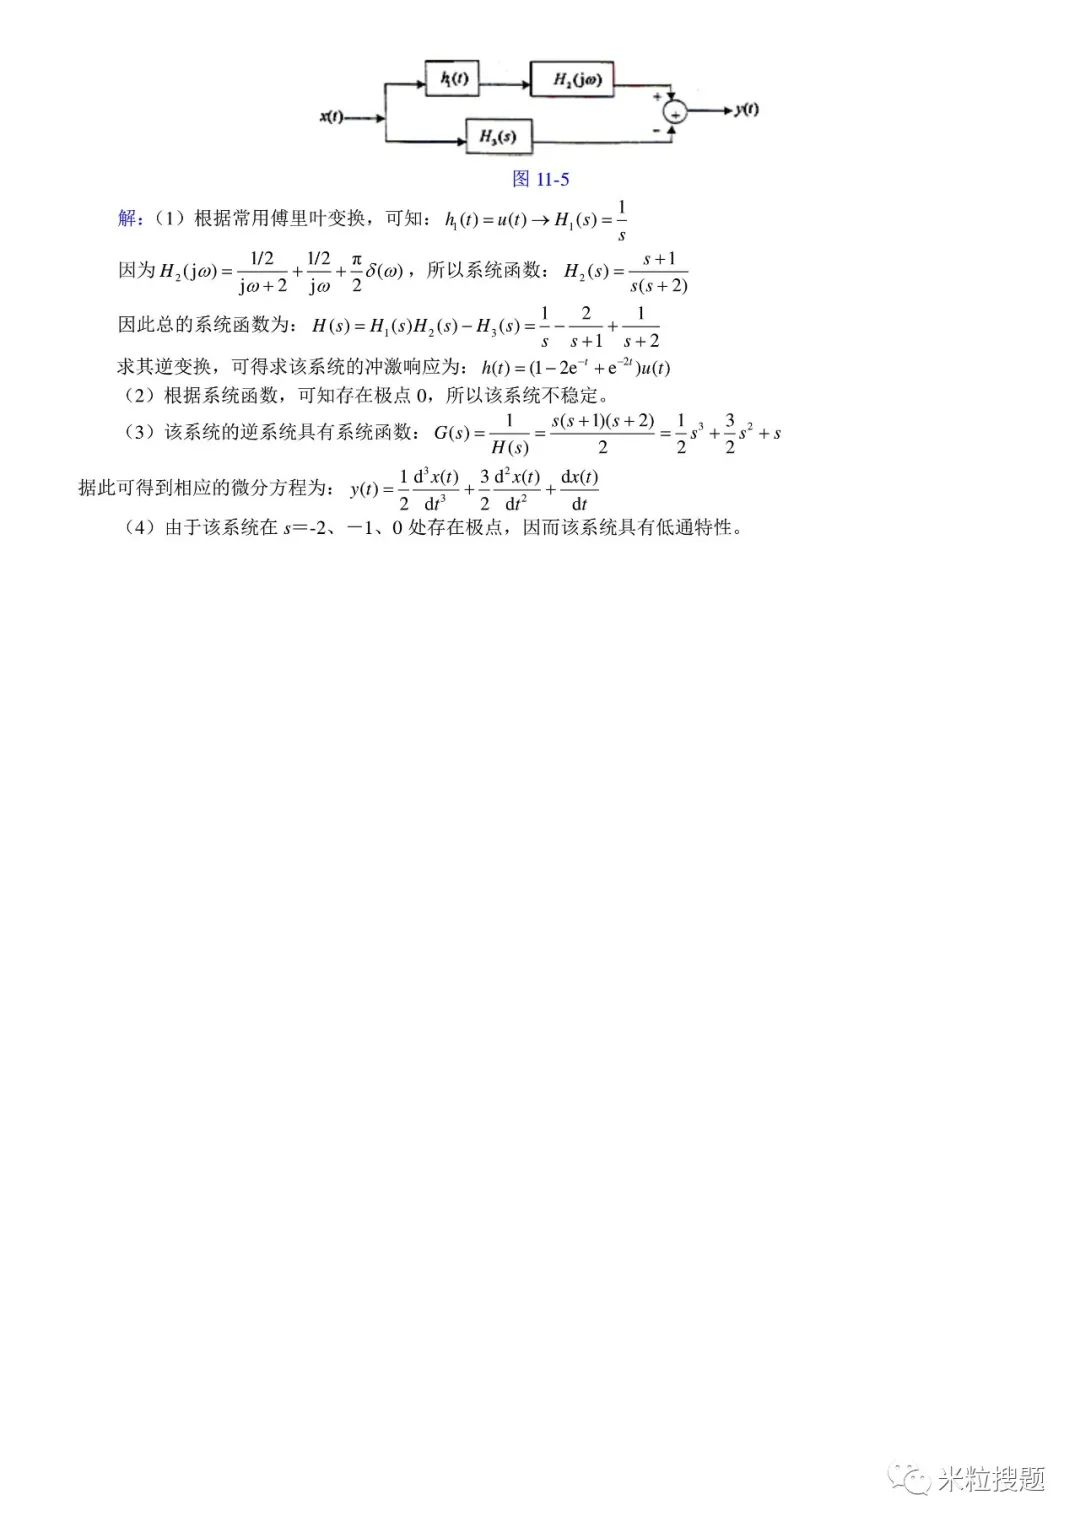 h₁(t)
H₂(jω)
x(t)
+
+
y(t)
H₃(s)
−
图 11-5
解：（1）根据常用傅里叶变换，可知：h₁(t) = u(t) → H₁(s) = 1/s
因为 H₂(jω) = (1/2)/(jω+2) + (1/2)/(jω) + (π/2)δ(ω)，所以系统函数：H₂(s) = (s+1)/(s(s+2))
因此总的系统函数为：H(s) = H₁(s)H₂(s) − H₃(s) = 1/s − 2/(s+1) + 1/(s+2)
求其逆变换，可得求该系统的冲激响应为：h(t) = (1−2e⁻ᵗ + e⁻²ᵗ)u(t)
（2）根据系统函数，可知存在极点 0，所以该系统不稳定。
（3）该系统的逆系统具有系统函数：G(s) = 1/H(s) = s(s+1)(s+2)/2 = (1/2)s³ + (3/2)s² + s
据此可得到相应的微分方程为：y(t) = (1/2)d³x(t)/dt³ + (3/2)d²x(t)/dt² + dx(t)/dt
（4）由于该系统在 s＝-2、－1、0 处存在极点，因而该系统具有低通特性。
米粒搜题